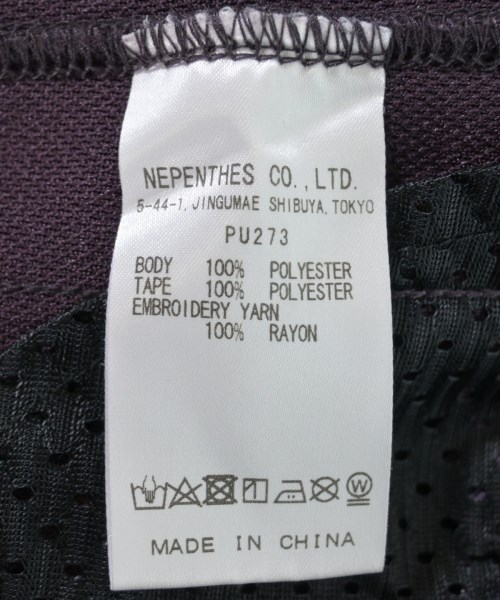 NEPENTHES CO.,LTD.
5-44-1, JINGUMAE SHIBUYA, TOKYO
PU273
BODY 100% POLYESTER
TAPE 100% POLYESTER
EMBROIDERY YARN
100% RAYON
W
MADE IN CHINA